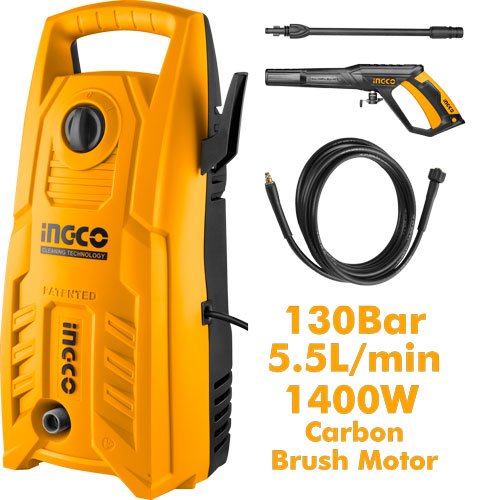 INGCO
CLEANING TECHNOLOGY
PATENTED
INGCO
INGCO
INGCO
130Bar
5.5L/min
1400W
Carbon
Brush Motor